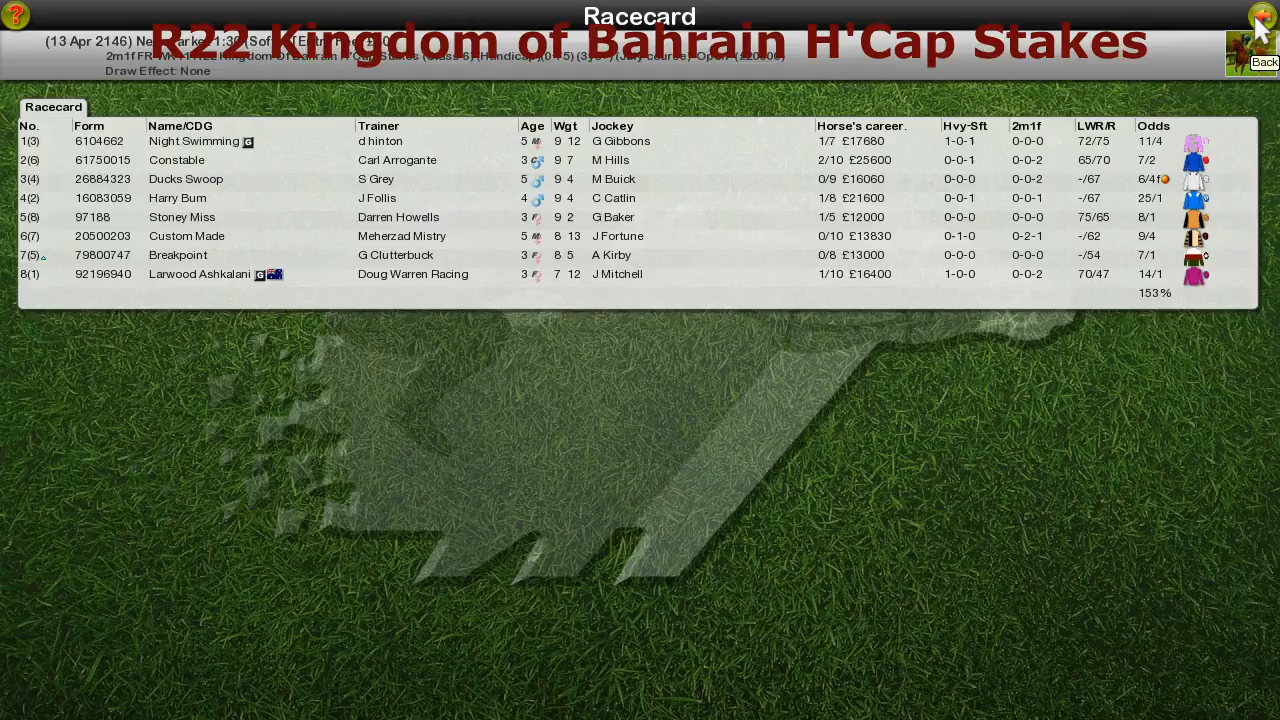 Racecard
R22 Kingdom of Bahrain H'Cap Stakes
(13 Apr 2146)
Draw Effect: None
Back
Racecard
No. Form Name/CDG Trainer Age Wgt Jockey Horse's career. Hvy-Sft 2m1f LWR/R Odds
1(3) 6104662 Night Swimming G d hinton 5 9 12 G Gibbons 1/7 £17680 1-0-1 0-0-0 72/75 11/4
2(6) 61750015 Constable Carl Arrogante 3 9 7 M Hills 2/10 £25600 0-0-1 0-0-2 65/70 7/2
3(4) 26884323 Ducks Swoop S Grey 5 9 4 M Buick 0/9 £16060 0-0-0 0-0-2 -/67 6/4f
4(2) 16083059 Harry Bum J Follis 4 9 4 C Catlin 1/8 £21600 0-0-1 0-0-1 -/67 25/1
5(8) 97188 Stoney Miss Darren Howells 3 9 2 G Baker 1/5 £12000 0-0-0 0-0-0 75/65 8/1
6(7) 20500203 Custom Made Meherzad Mistry 5 8 13 J Fortune 0/10 £13830 0-1-0 0-2-1 -/62 9/4
7(5) 79800747 Breakpoint G Clutterbuck 3 8 5 A Kirby 0/8 £13000 0-0-0 0-0-0 -/54 7/1
8(1) 92196940 Larwood Ashkalani G Doug Warren Racing 3 7 12 J Mitchell 1/10 £16400 1-0-0 0-0-2 70/47 14/1
153%